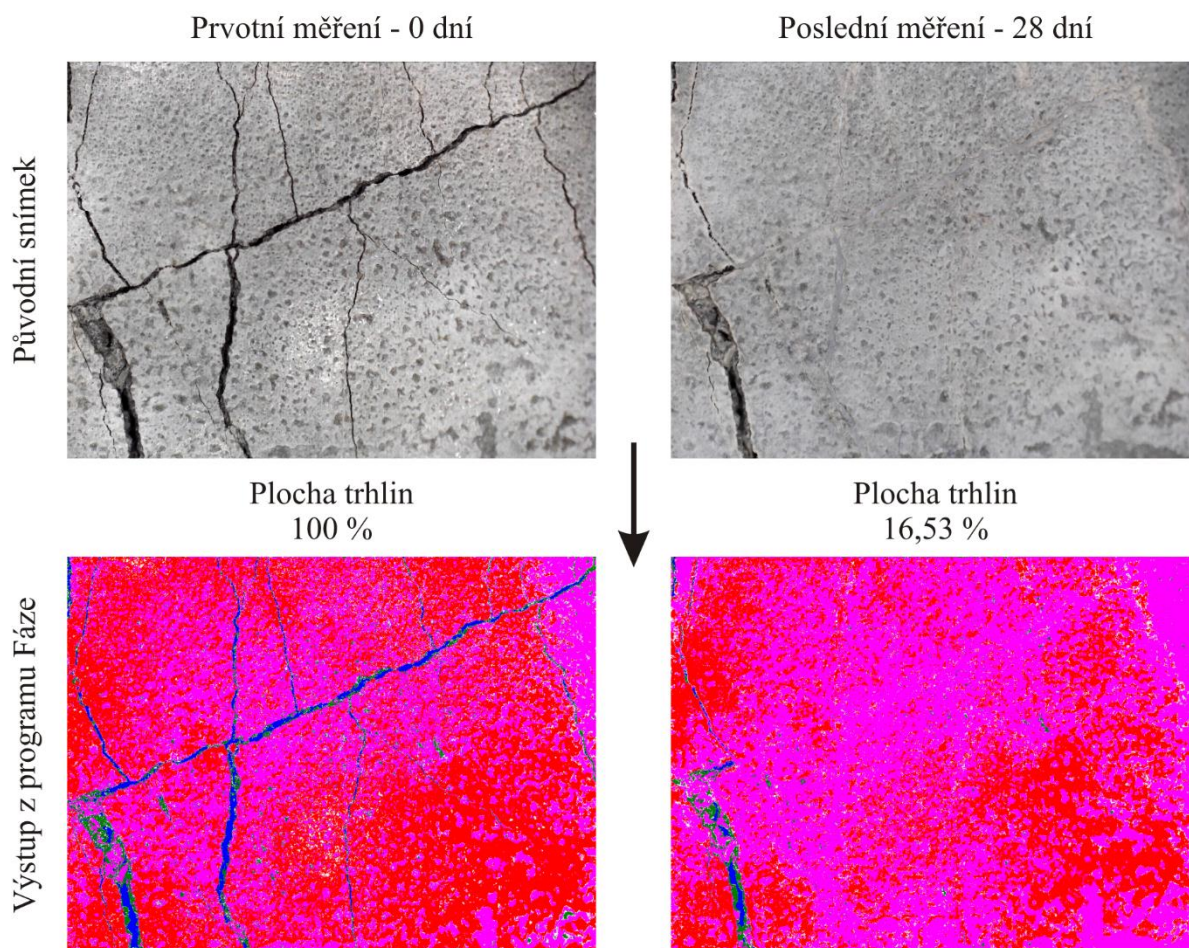 Prvotní měření - 0 dní
Poslední měření - 28 dní
Původní snímek
Plocha trhlin
100 %
Plocha trhlin
16,53 %
Výstup z programu Fáze